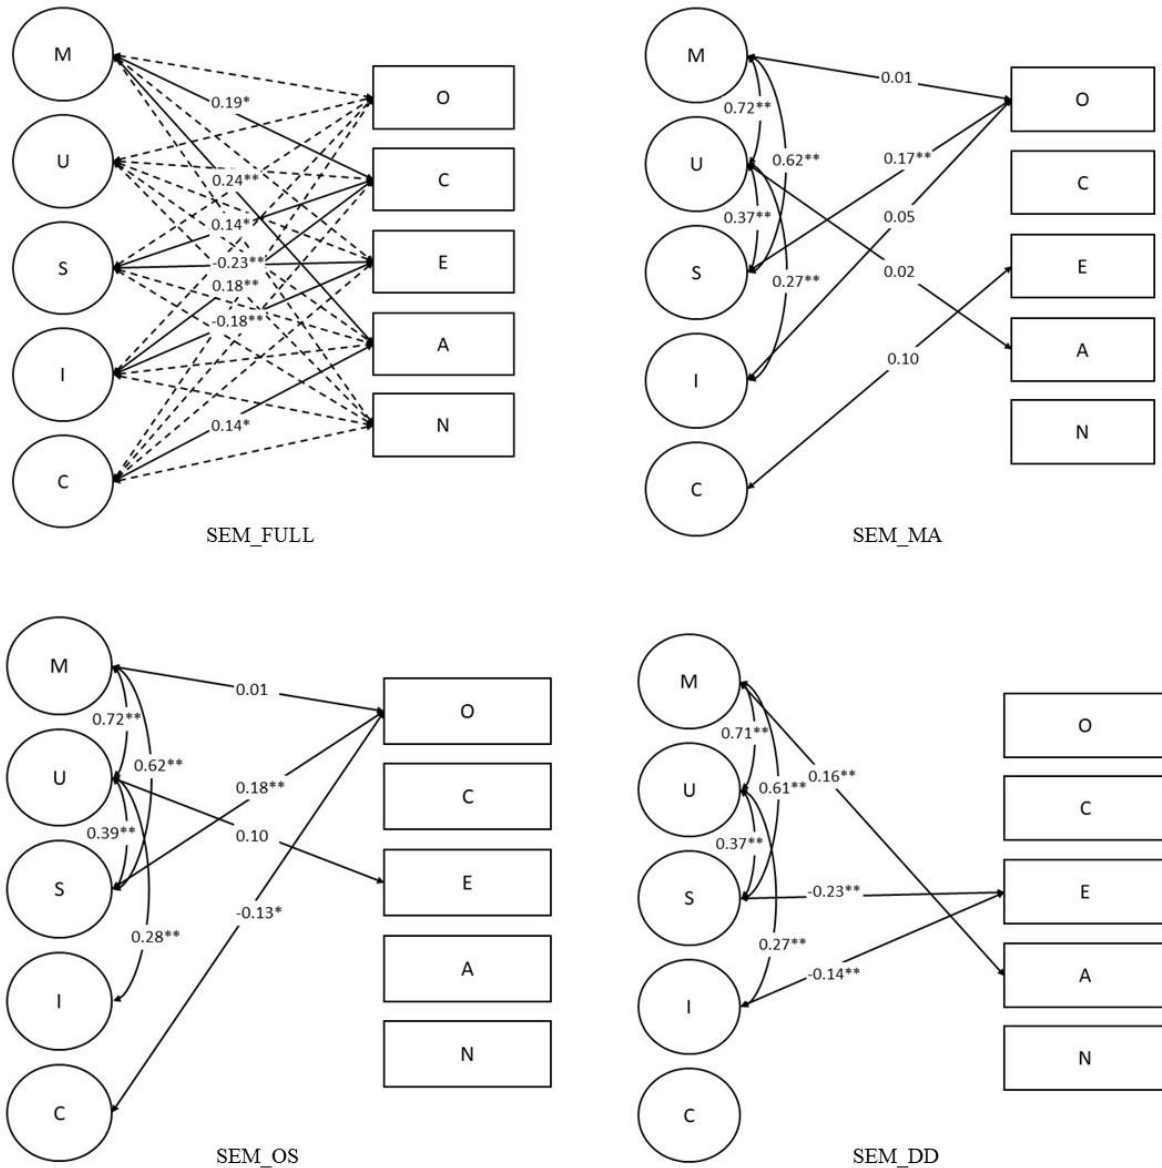 M
U
S
I
C
O
C
E
A
N
0.19*
0.24**
0.14*
-0.23**
0.18**
-0.18**
0.14*
SEM_FULL
M
U
S
I
C
O
C
E
A
N
0.01
0.72**
0.62**
0.17**
0.37**
0.05
0.02
0.27**
0.10
SEM_MA
M
U
S
I
C
O
C
E
A
N
0.01
0.72**
0.62**
0.18**
0.39**
0.10
-0.13*
0.28**
SEM_OS
M
U
S
I
C
O
C
E
A
N
0.71**
0.16**
0.61**
0.37**
-0.23**
0.27**
-0.14**
SEM_DD